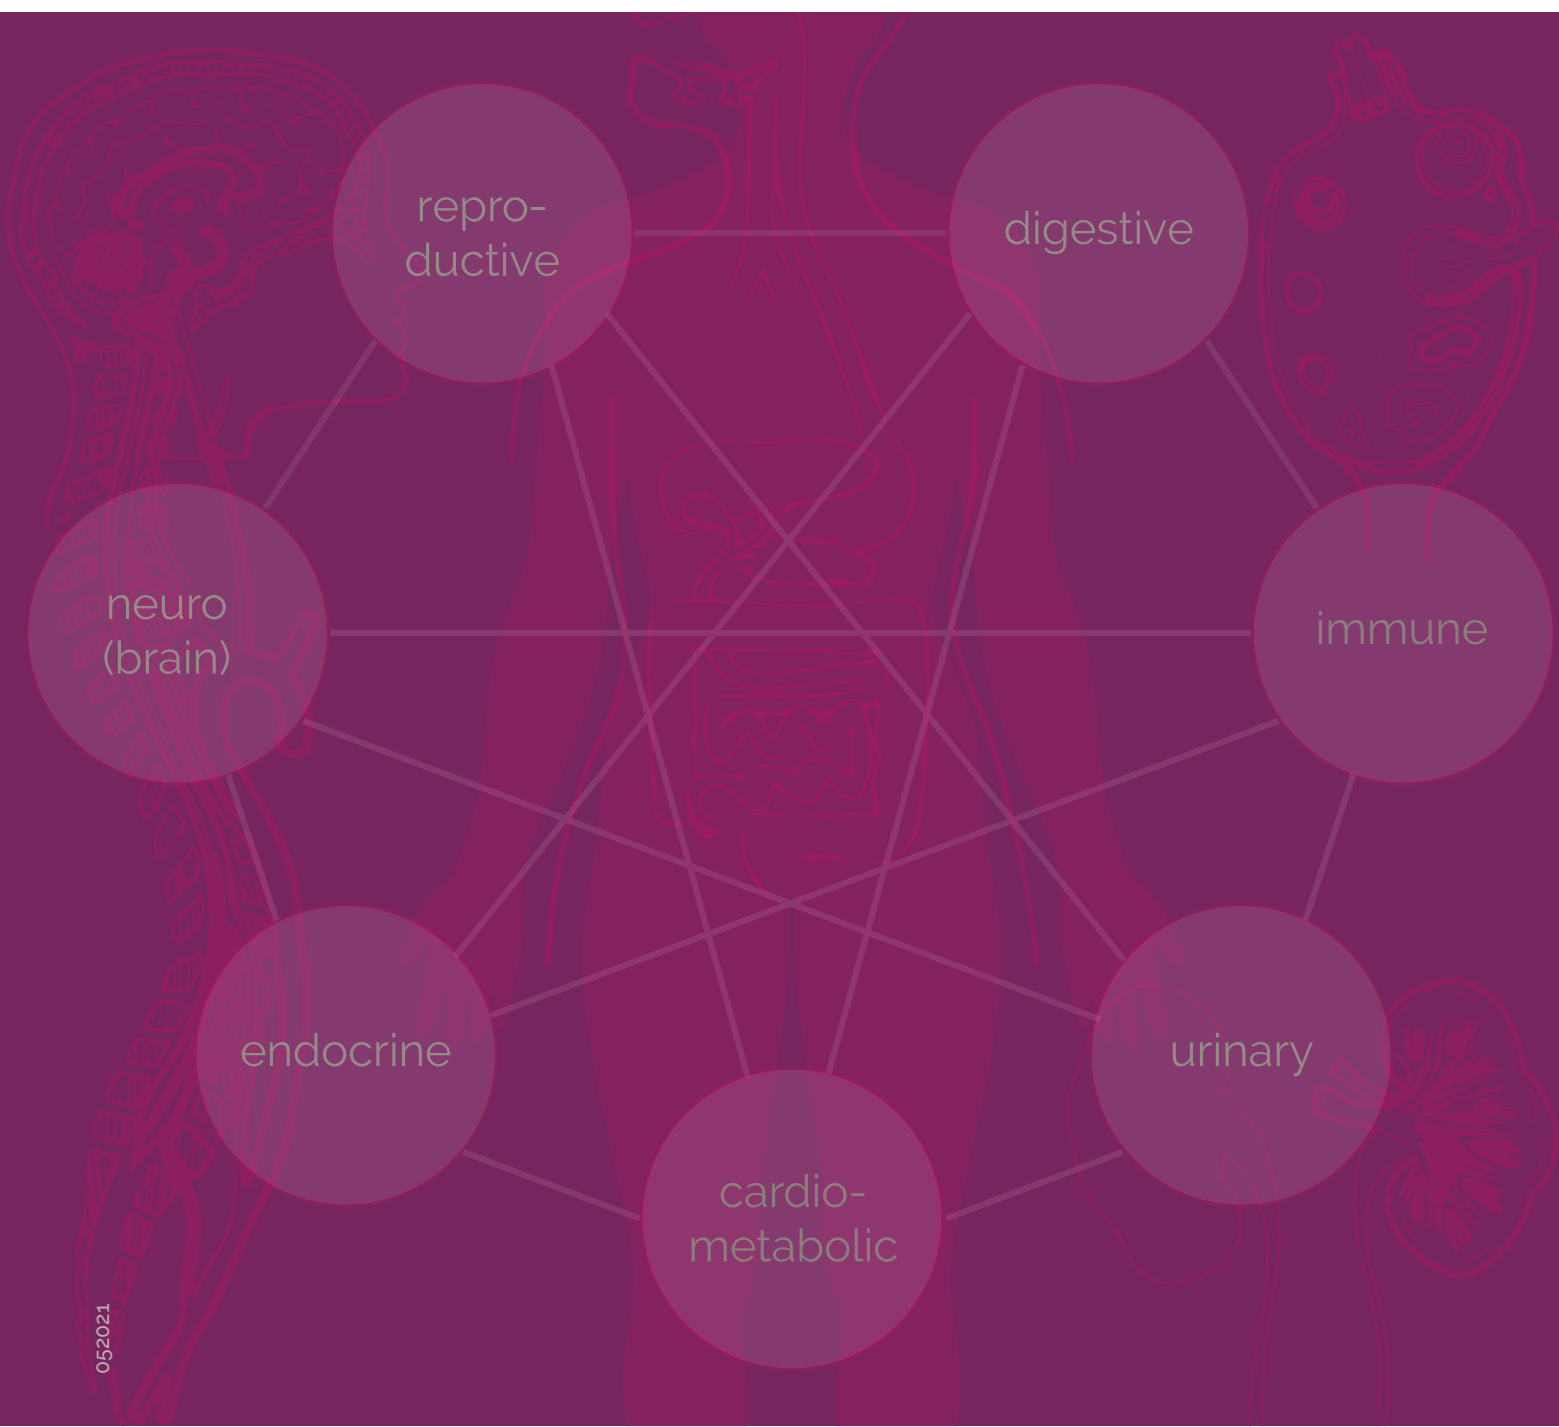 repro-
ductive
digestive
neuro
(brain)
immune
endocrine
urinary
cardio-
metabolic
052021